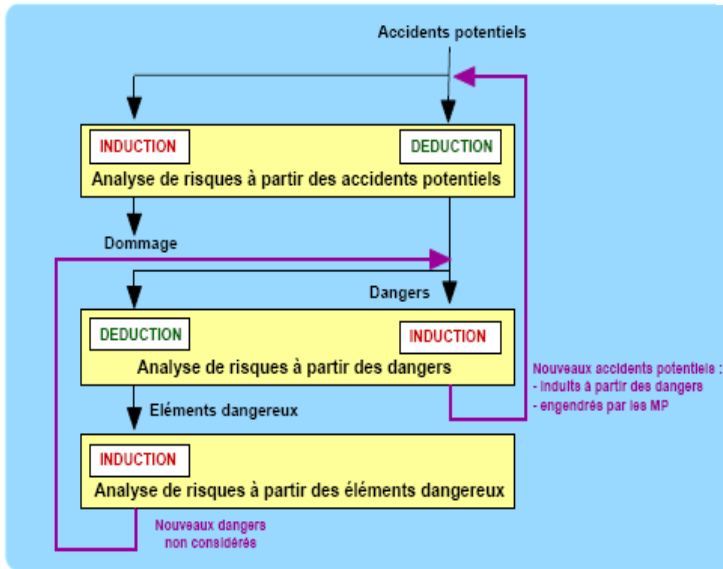 Accidents potentiels
INDUCTION
DEDUCTION
Analyse de risques à partir des accidents potentiels
Dommage
Dangers
DEDUCTION
INDUCTION
Analyse de risques à partir des dangers
Nouveaux accidents potentiels :
- Induits à partir des dangers
- engendrés par les MP
Eléments dangereux
INDUCTION
Analyse de risques à partir des éléments dangereux
Nouveaux dangers
non considérés